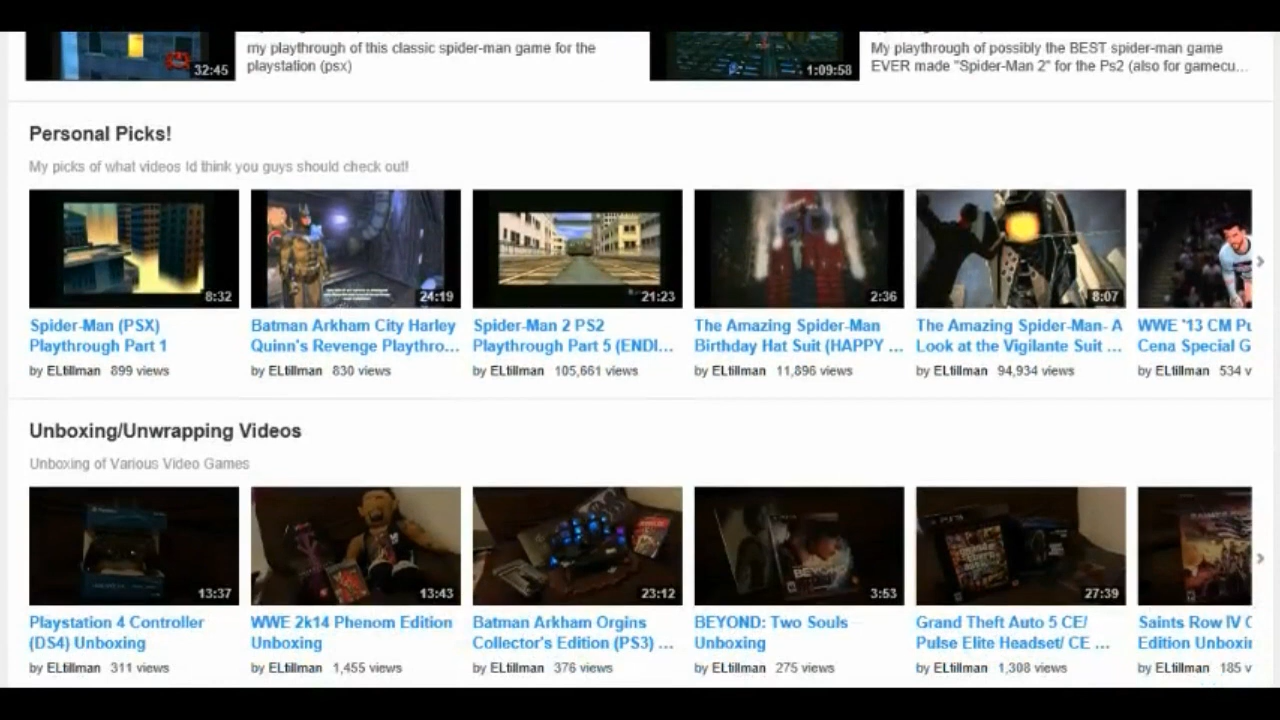 my playthrough of this classic spider-man game for the
playstation (psx)
32:45
My playthrough of possibly the BEST spider-man game
EVER made "Spider-Man 2" for the Ps2 (also for gamecu...
1:09:58
Personal Picks!
My picks of what videos Id think you guys should check out!
8:32
24:19
21:23
2:36
8:07
Spider-Man (PSX)
Playthrough Part 1
by ELtillman 899 views
Batman Arkham City Harley
Quinn's Revenge Playthro...
by ELtillman 830 views
Spider-Man 2 PS2
Playthrough Part 5 (ENDI...
by ELtillman 105,661 views
The Amazing Spider-Man
Birthday Hat Suit (HAPPY ...
by ELtillman 11,896 views
The Amazing Spider-Man- A
Look at the Vigilante Suit ...
by ELtillman 94,934 views
WWE '13 CM Pu
Cena Special G
by ELtillman 534 v
Unboxing/Unwrapping Videos
Unboxing of Various Video Games
13:37
13:43
23:12
BEYOND
3:53
27:39
Playstation 4 Controller
(DS4) Unboxing
by ELtillman 311 views
WWE 2k14 Phenom Edition
Unboxing
by ELtillman 1,455 views
Batman Arkham Orgins
Collector's Edition (PS3) ...
by ELtillman 376 views
BEYOND: Two Souls
Unboxing
by ELtillman 275 views
Grand Theft Auto 5 CE/
Pulse Elite Headset/ CE ...
by ELtillman 1,308 views
Saints Row IV C
Edition Unboxin
by ELtillman 185 v